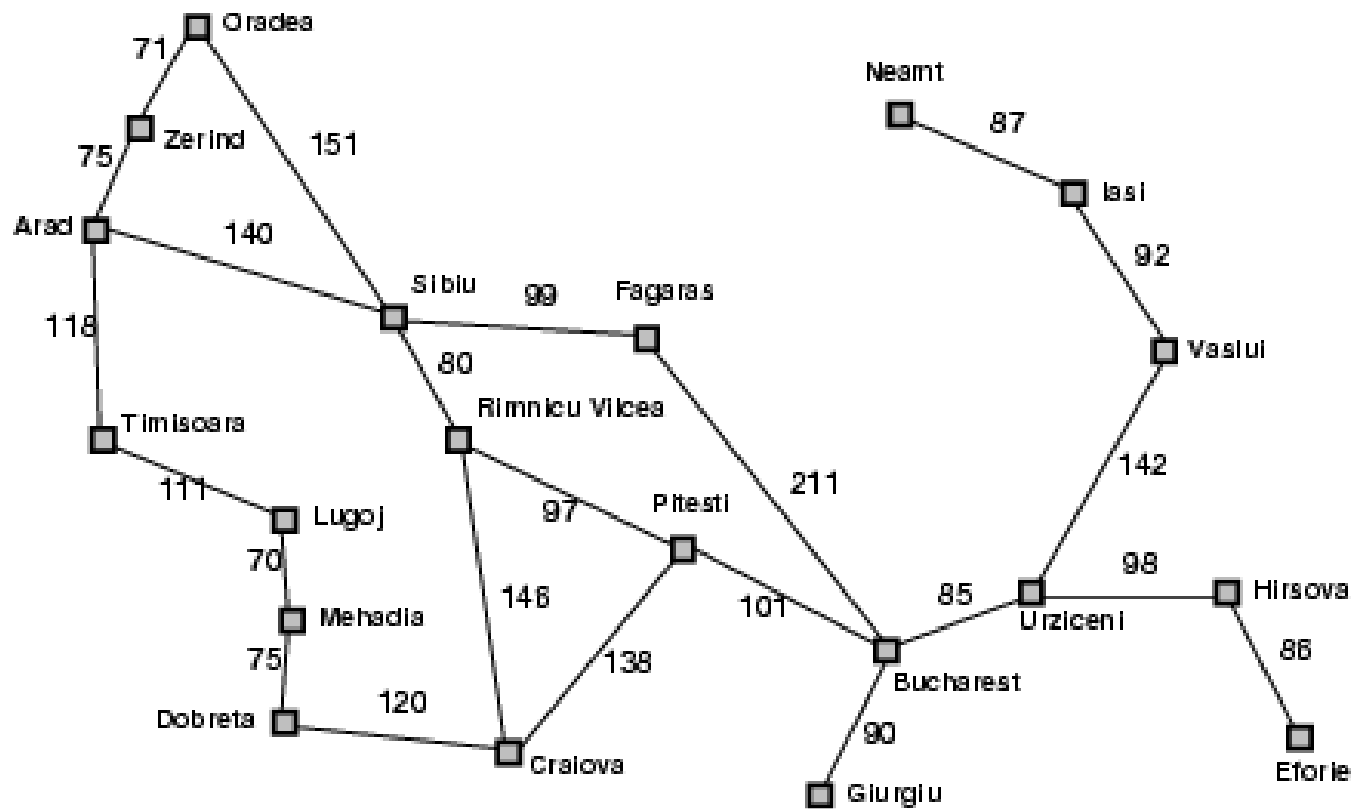 Oradea
71
Neamt
87
Zerind
151
75
Iasi
Arad
140
92
Sibiu
99
Fagaras
118
80
Vaslui
Timisoara
Rimnicu Vilcea
142
111
211
Lugoj
97
Pitesti
70
98
146
101
85
Hirsova
Mehadia
Urziceni
75
138
86
Bucharest
Dobreta
120
90
Craiova
Eforie
Giurgiu